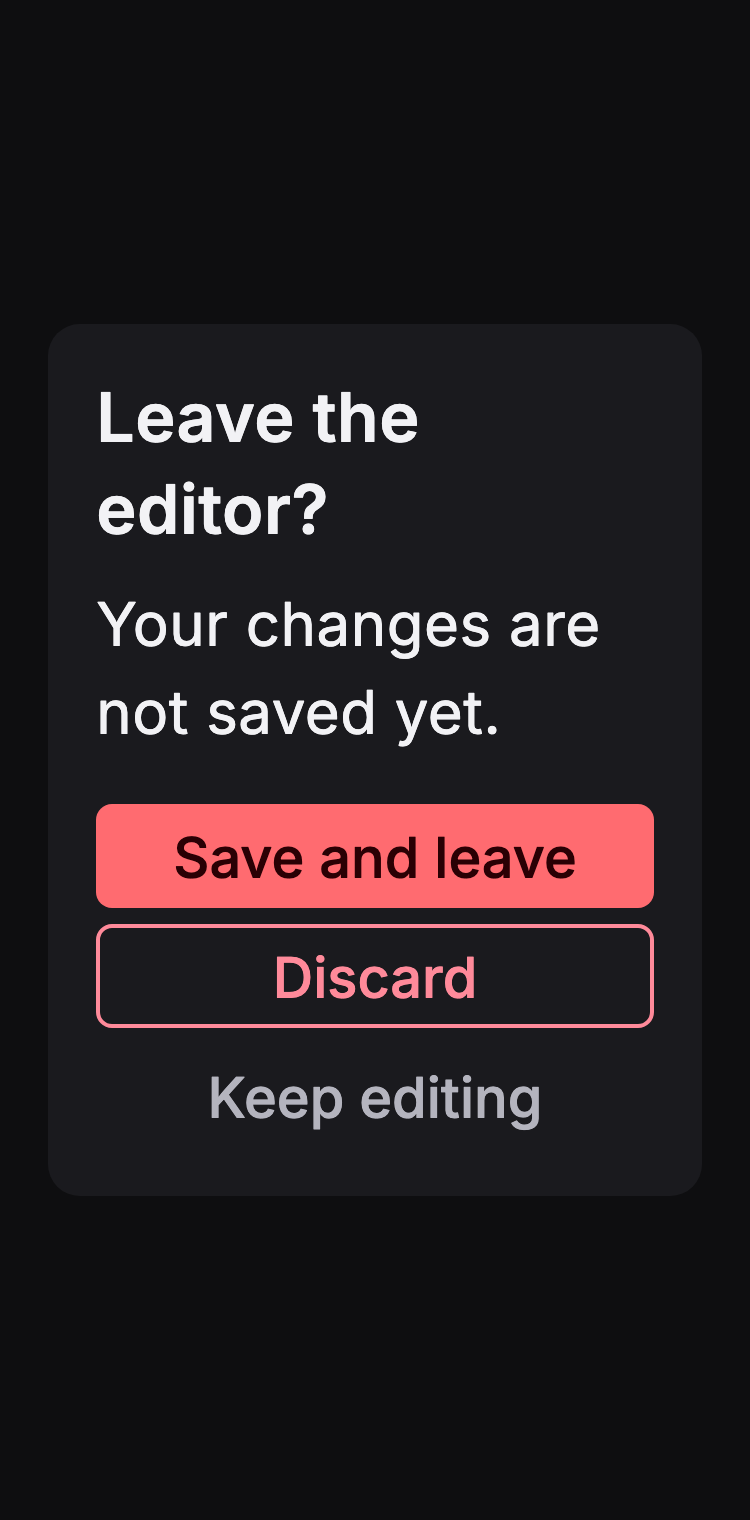 Leave the
editor?
Your changes are
not saved yet.
Save and leave
Discard
Keep editing